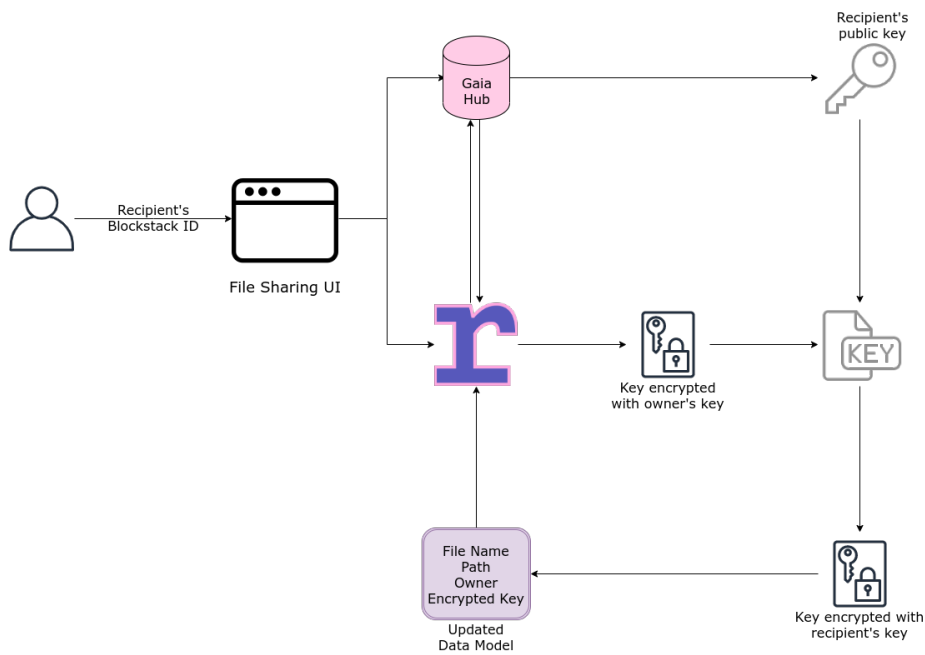 Recipient's
public key
Gaia
Hub
Recipient's
Blockstack ID
File Sharing UI
r
KEY
Key encrypted
with owner's key
File Name
Path
Owner
Encrypted Key
Updated
Data Model
Key encrypted with
recipient's key